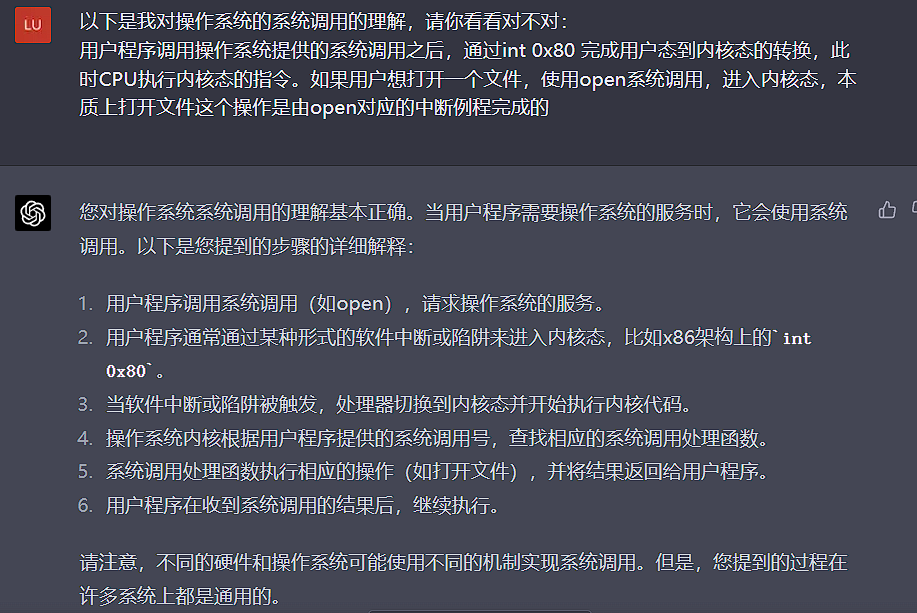 LU
以下是我对操作系统的系统调用的理解，请你看看对不对：
用户程序调用操作系统提供的系统调用之后，通过int 0x80 完成用户态到内核态的转换，此
时CPU执行内核态的指令。如果用户想打开一个文件，使用open系统调用，进入内核态，本
质上打开文件这个操作是由open对应的中断例程完成的
您对操作系统系统调用的理解基本正确。当用户程序需要操作系统的服务时，它会使用系统
调用。以下是您提到的步骤的详细解释：
1. 用户程序调用系统调用（如open），请求操作系统的服务。
2. 用户程序通常通过某种形式的软件中断或陷阱来进入内核态，比如x86架构上的`int
0x80`。
3. 当软件中断或陷阱被触发，处理器切换到内核态并开始执行内核代码。
4. 操作系统内核根据用户程序提供的系统调用号，查找相应的系统调用处理函数。
5. 系统调用处理函数执行相应的操作（如打开文件），并将结果返回给用户程序。
6. 用户程序在收到系统调用的结果后，继续执行。
请注意，不同的硬件和操作系统可能使用不同的机制实现系统调用。但是，您提到的过程在
许多系统上都是通用的。